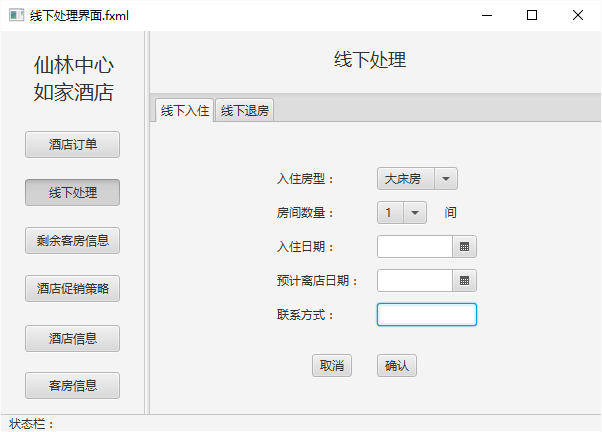 线下处理界面.fxml
仙林中心
如家酒店
酒店订单
线下处理
剩余客房信息
酒店促销策略
酒店信息
客房信息
线下处理
线下入住 线下退房
入住房型：大床房
房间数量：1 间
入住日期：
预计离店日期：
联系方式：
取消 确认
状态栏：